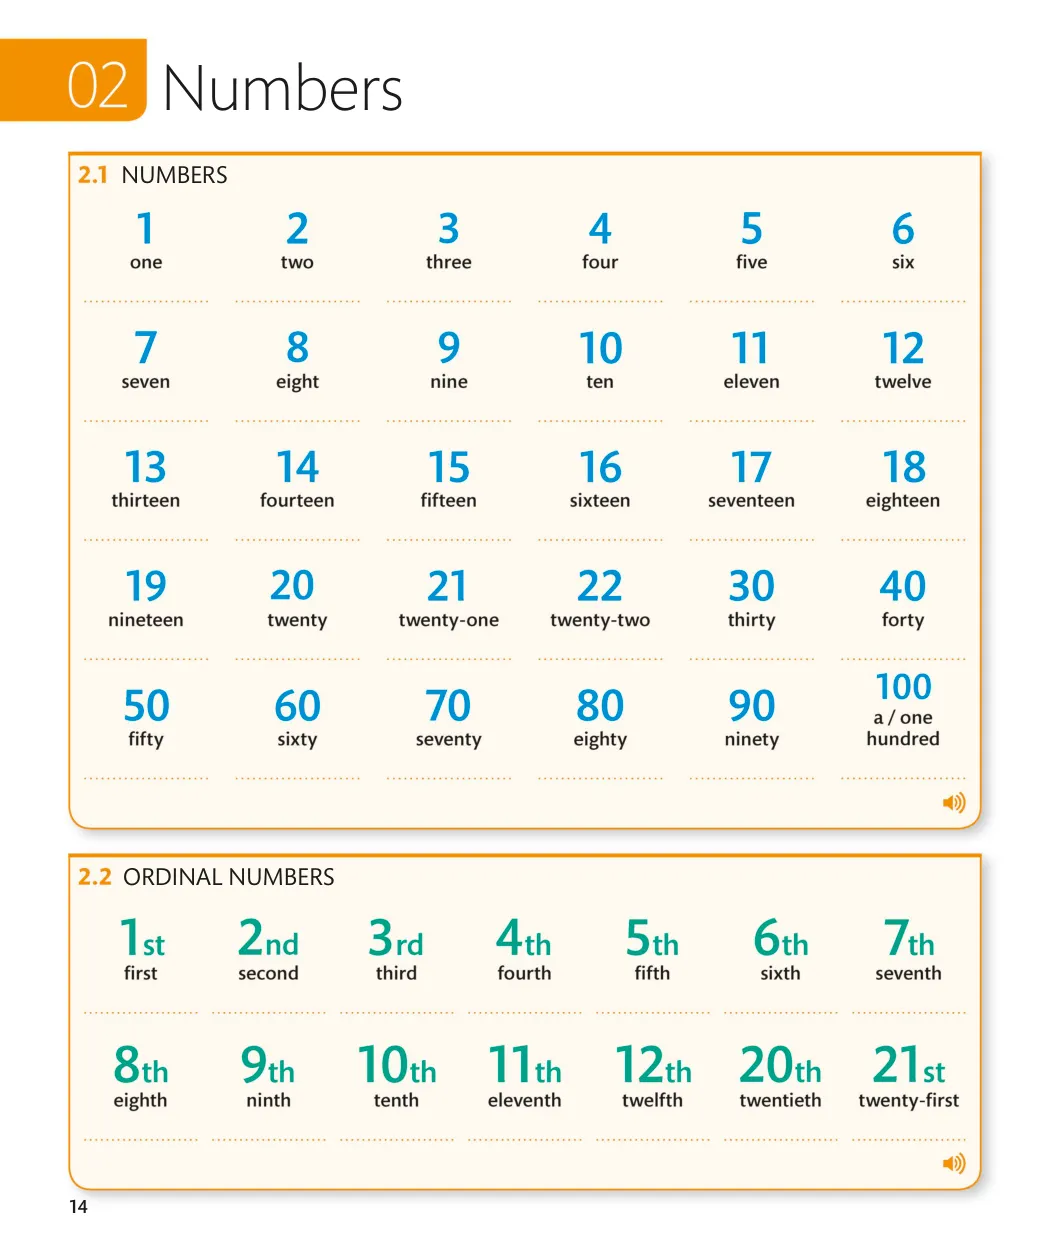 02 Numbers
2.1 NUMBERS
1 2 3 4 5 6
one two three four five six
7 8 9 10 11 12
seven eight nine ten eleven twelve
13 14 15 16 17 18
thirteen fourteen fifteen sixteen seventeen eighteen
19 20 21 22 30 40
nineteen twenty twenty-one twenty-two thirty forty
50 60 70 80 90 100
fifty sixty seventy eighty ninety a / one
hundred
2.2 ORDINAL NUMBERS
1st 2nd 3rd 4th 5th 6th 7th
first second third fourth fifth sixth seventh
8th 9th 10th 11th 12th 20th 21st
eighth ninth tenth eleventh twelfth twentieth twenty-first
14